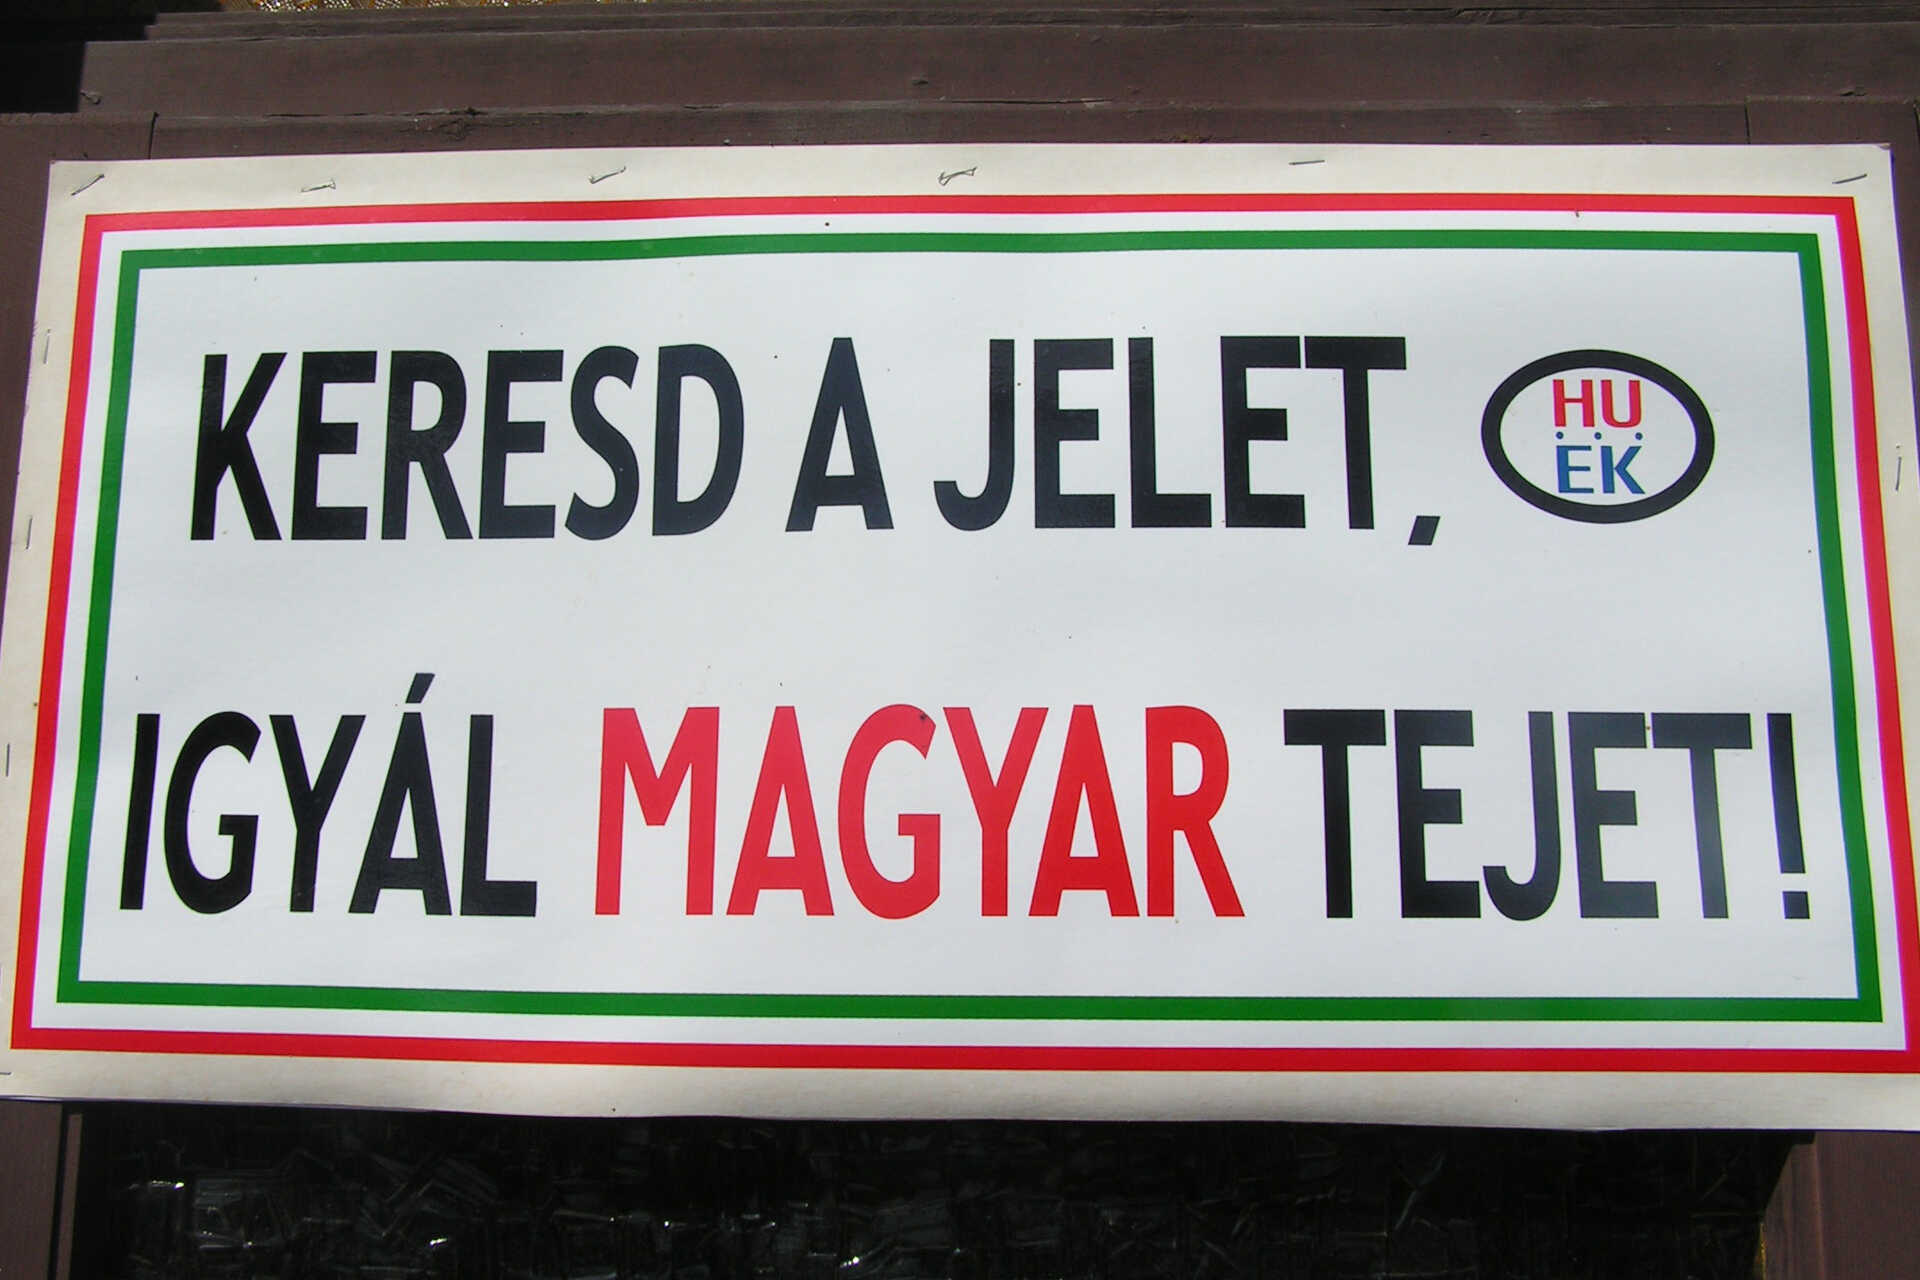 KERESD A JELET,
HU
...
EK
IGYÁL MAGYAR TEJET!